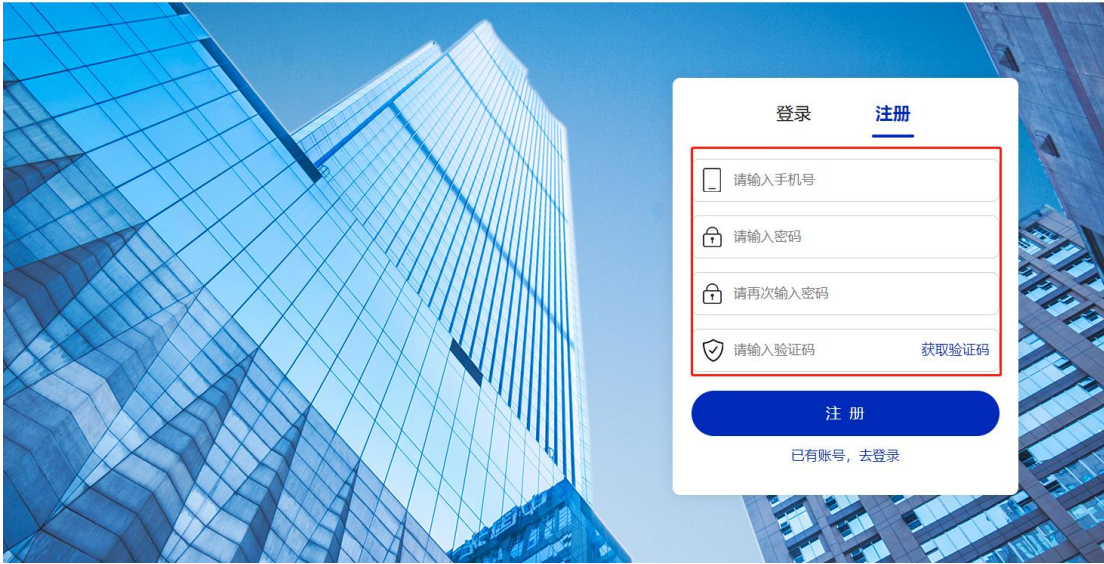 登录 注册
请输入手机号
请输入密码
请再次输入密码
请输入验证码 获取验证码
注 册
已有账号，去登录